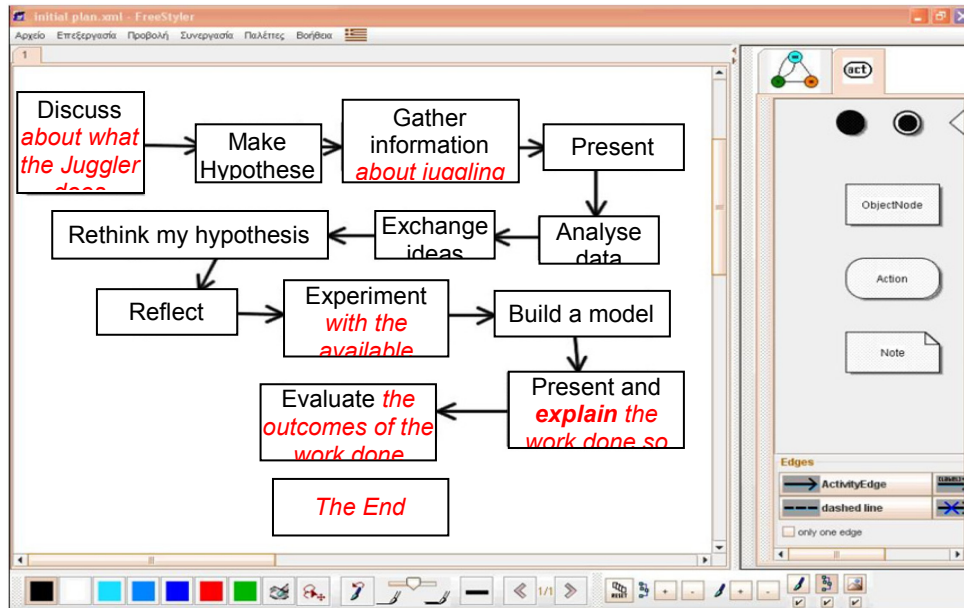 initial plan.xml - FreeStyler
Αρχείο Επεξεργασία Προβολή Συνεργασία Παλέττες Βοήθεια
1
Discuss
about what
the Juggler
does
Make
Hypothese
Gather
information
about juggling
Present
Rethink my hypothesis
Exchange
ideas
Analyse
data
Reflect
Experiment
with the
available
Build a model
Evaluate the
outcomes of the
work done
Present and
explain the
work done so
The End
act
ObjectNode
Action
Note
Edges
ActivityEdge
dashed line
only one edge
1/1